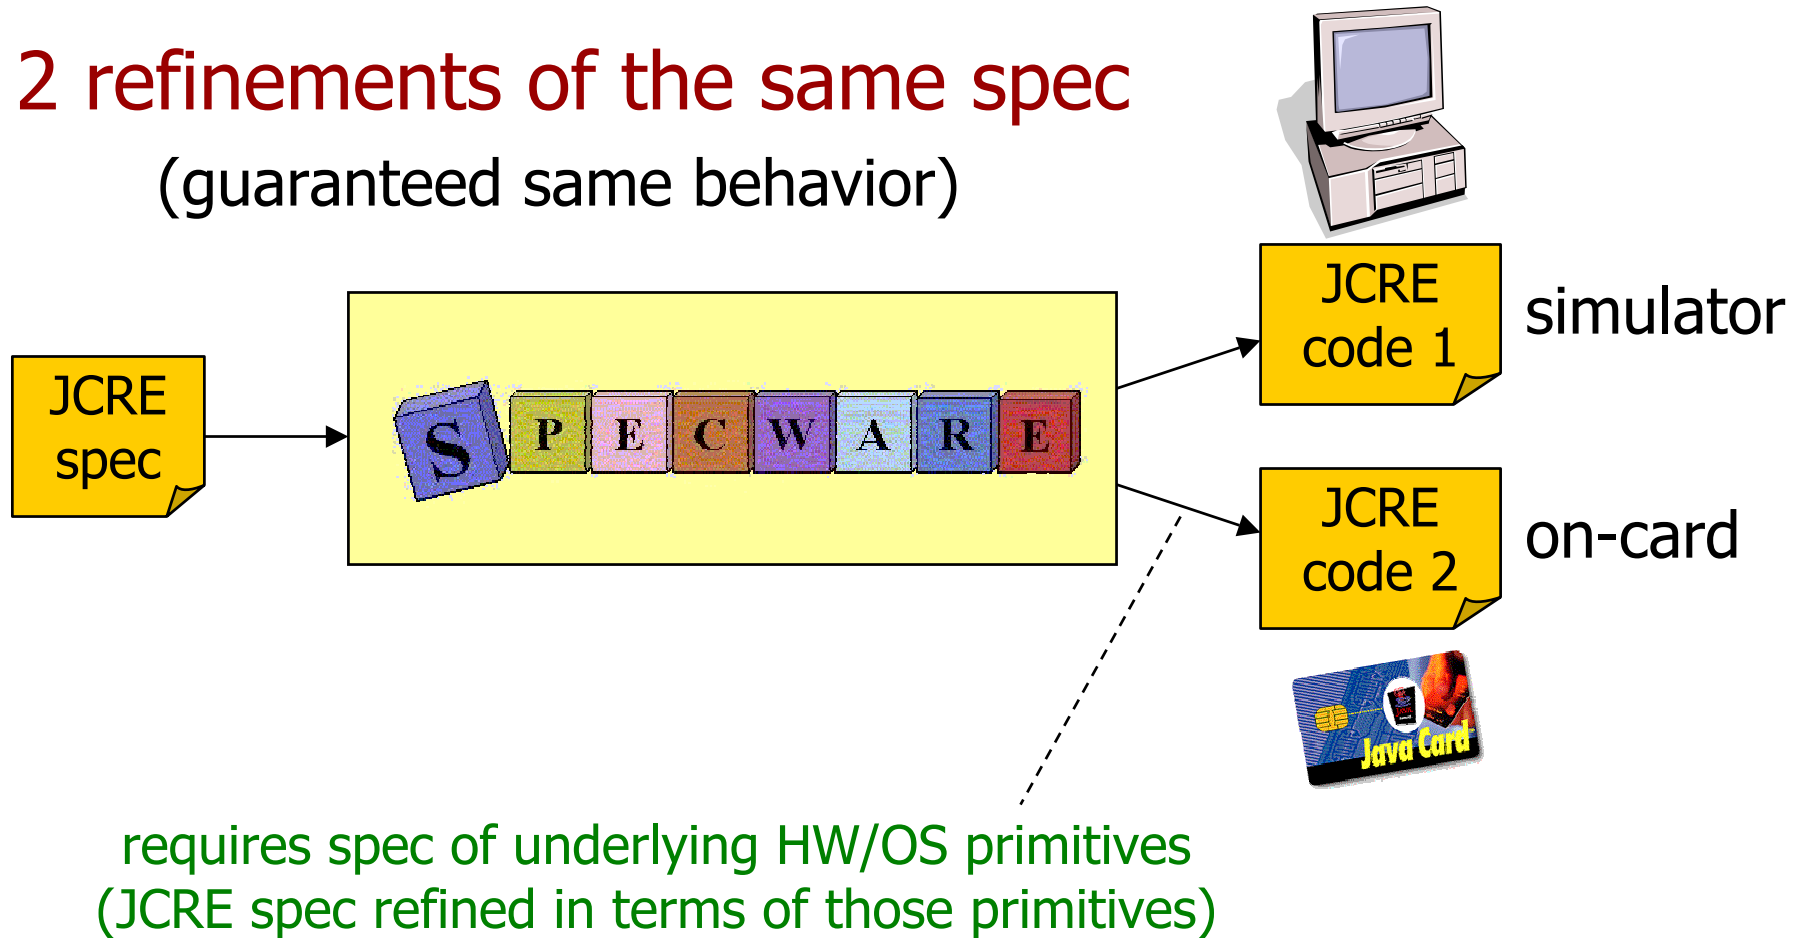 2 refinements of the same spec
(guaranteed same behavior)
JCRE
spec
SPECWARE
JCRE
code 1
simulator
JCRE
code 2
on-card
Java Card
requires spec of underlying HW/OS primitives
(JCRE spec refined in terms of those primitives)